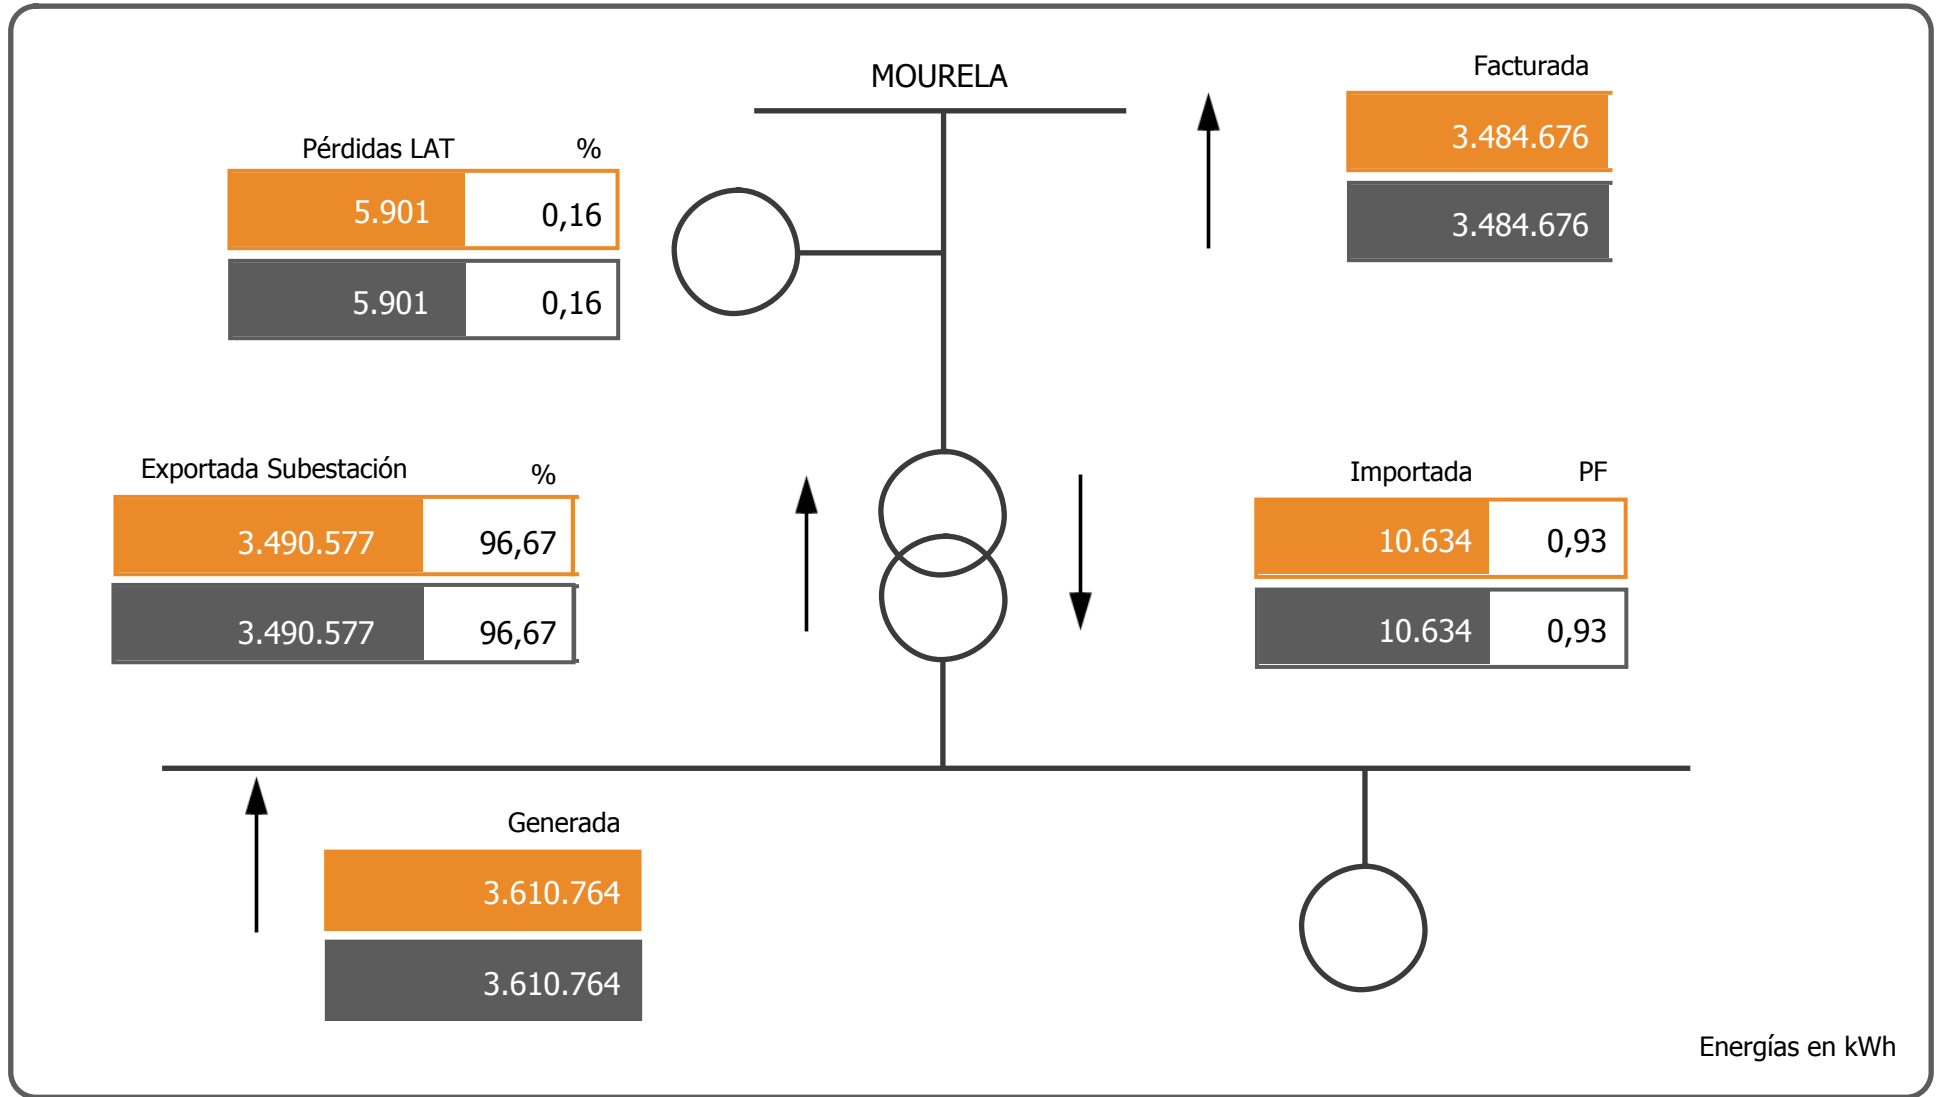 MOURELA
Facturada
3.484.676
3.484.676
Pérdidas LAT %
5.901 0,16
5.901 0,16
Exportada Subestación %
3.490.577 96,67
3.490.577 96,67
Importada PF
10.634 0,93
10.634 0,93
Generada
3.610.764
3.610.764
Energías en kWh